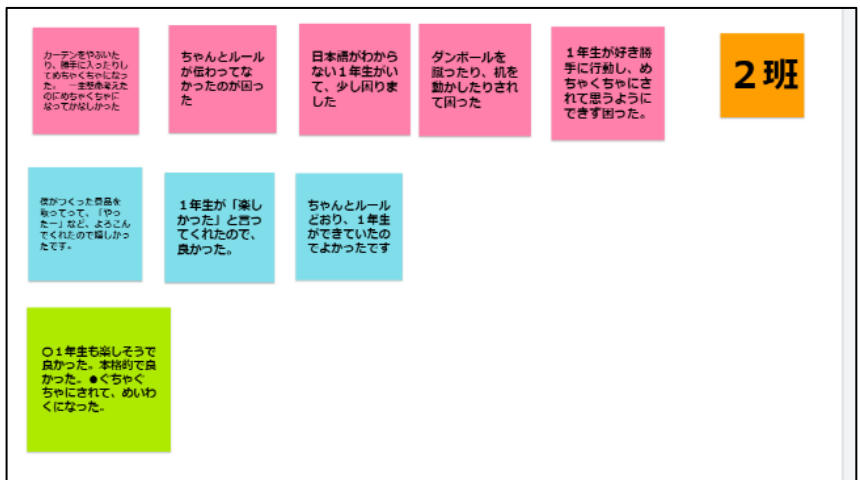 カーテンをやぶいた
り、勝手に入ったりし
てめちゃくちゃになっ
た。　一生懸命考えた
のにめちゃくちゃに
なってかなしかった
ちゃんとルール
が伝わってな
かったのが困っ
た
日本語がわから
ない１年生がい
て、少し困りま
した
ダンボールを
蹴ったり、机を
動かしたりされ
て困った
１年生が好き勝
手に行動し、め
ちゃくちゃにさ
れて思うように
できず困った。
２班
僕がつくった景品を
取ってって、「やっ
たー」など、よろこん
でくれたので嬉しかっ
たです。
１年生が「楽し
かった」と言っ
てくれたので、
良かった。
ちゃんとルール
どおり、１年生
ができていたの
でよかったです
○１年生も楽しそうで
良かった。本格的で良
かった。●ぐちゃぐ
ちゃにされて、めいわ
くになった。